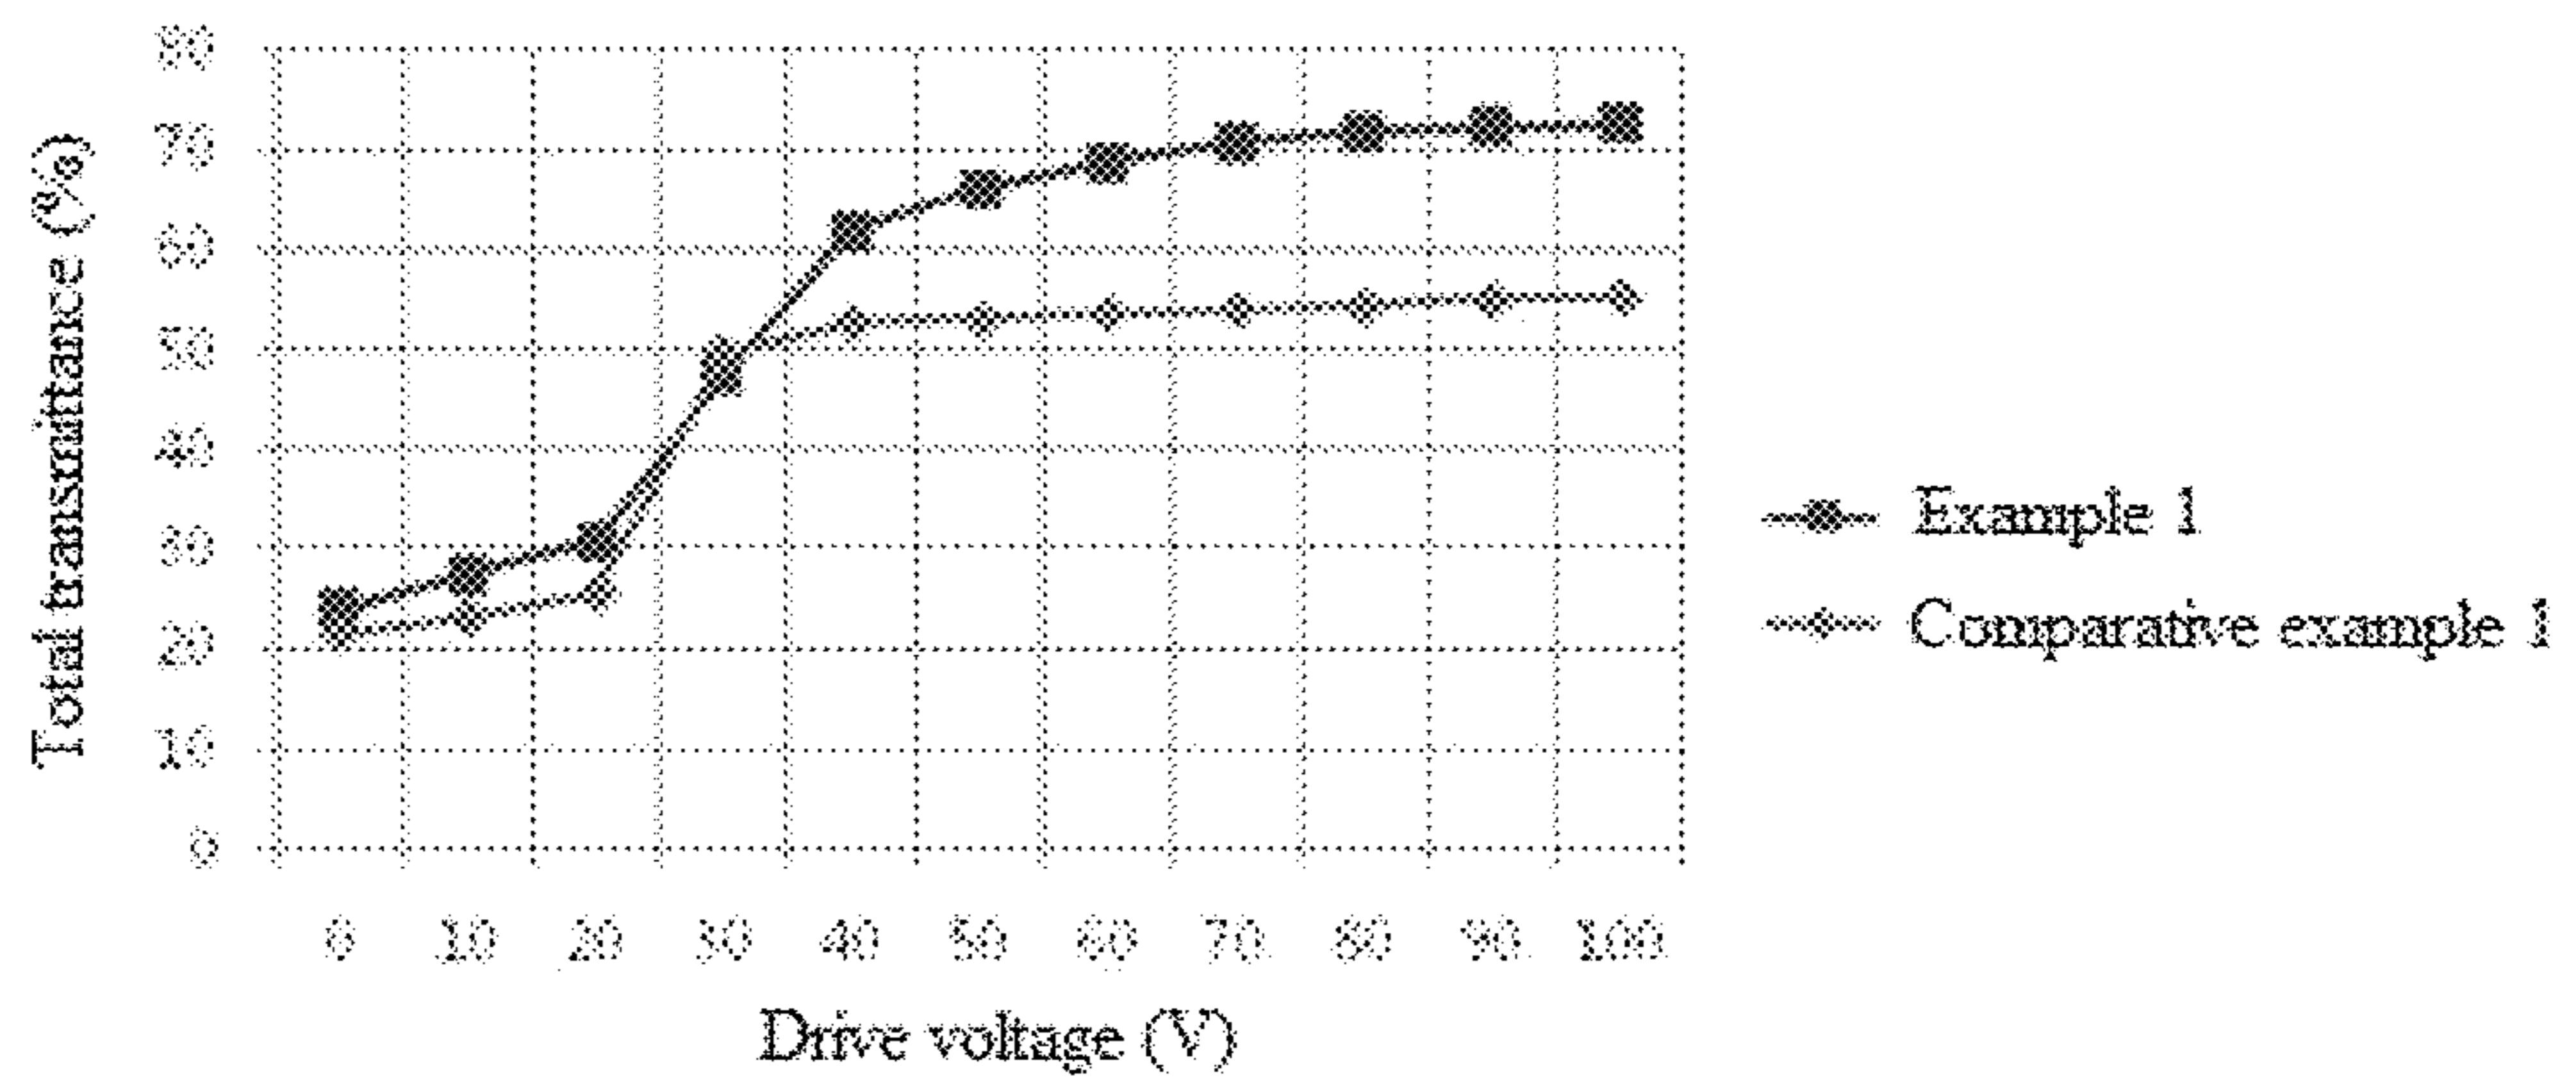 80
70
60
50
40
30
20
10
0
Total transmittance (%)
0 10 20 30 40 50 60 70 80 90 100
Drive voltage (V)
Example 1
Comparative example 1